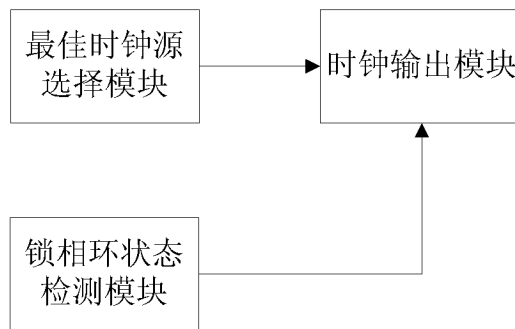 最佳时钟源
选择模块
时钟输出模块
锁相环状态
检测模块